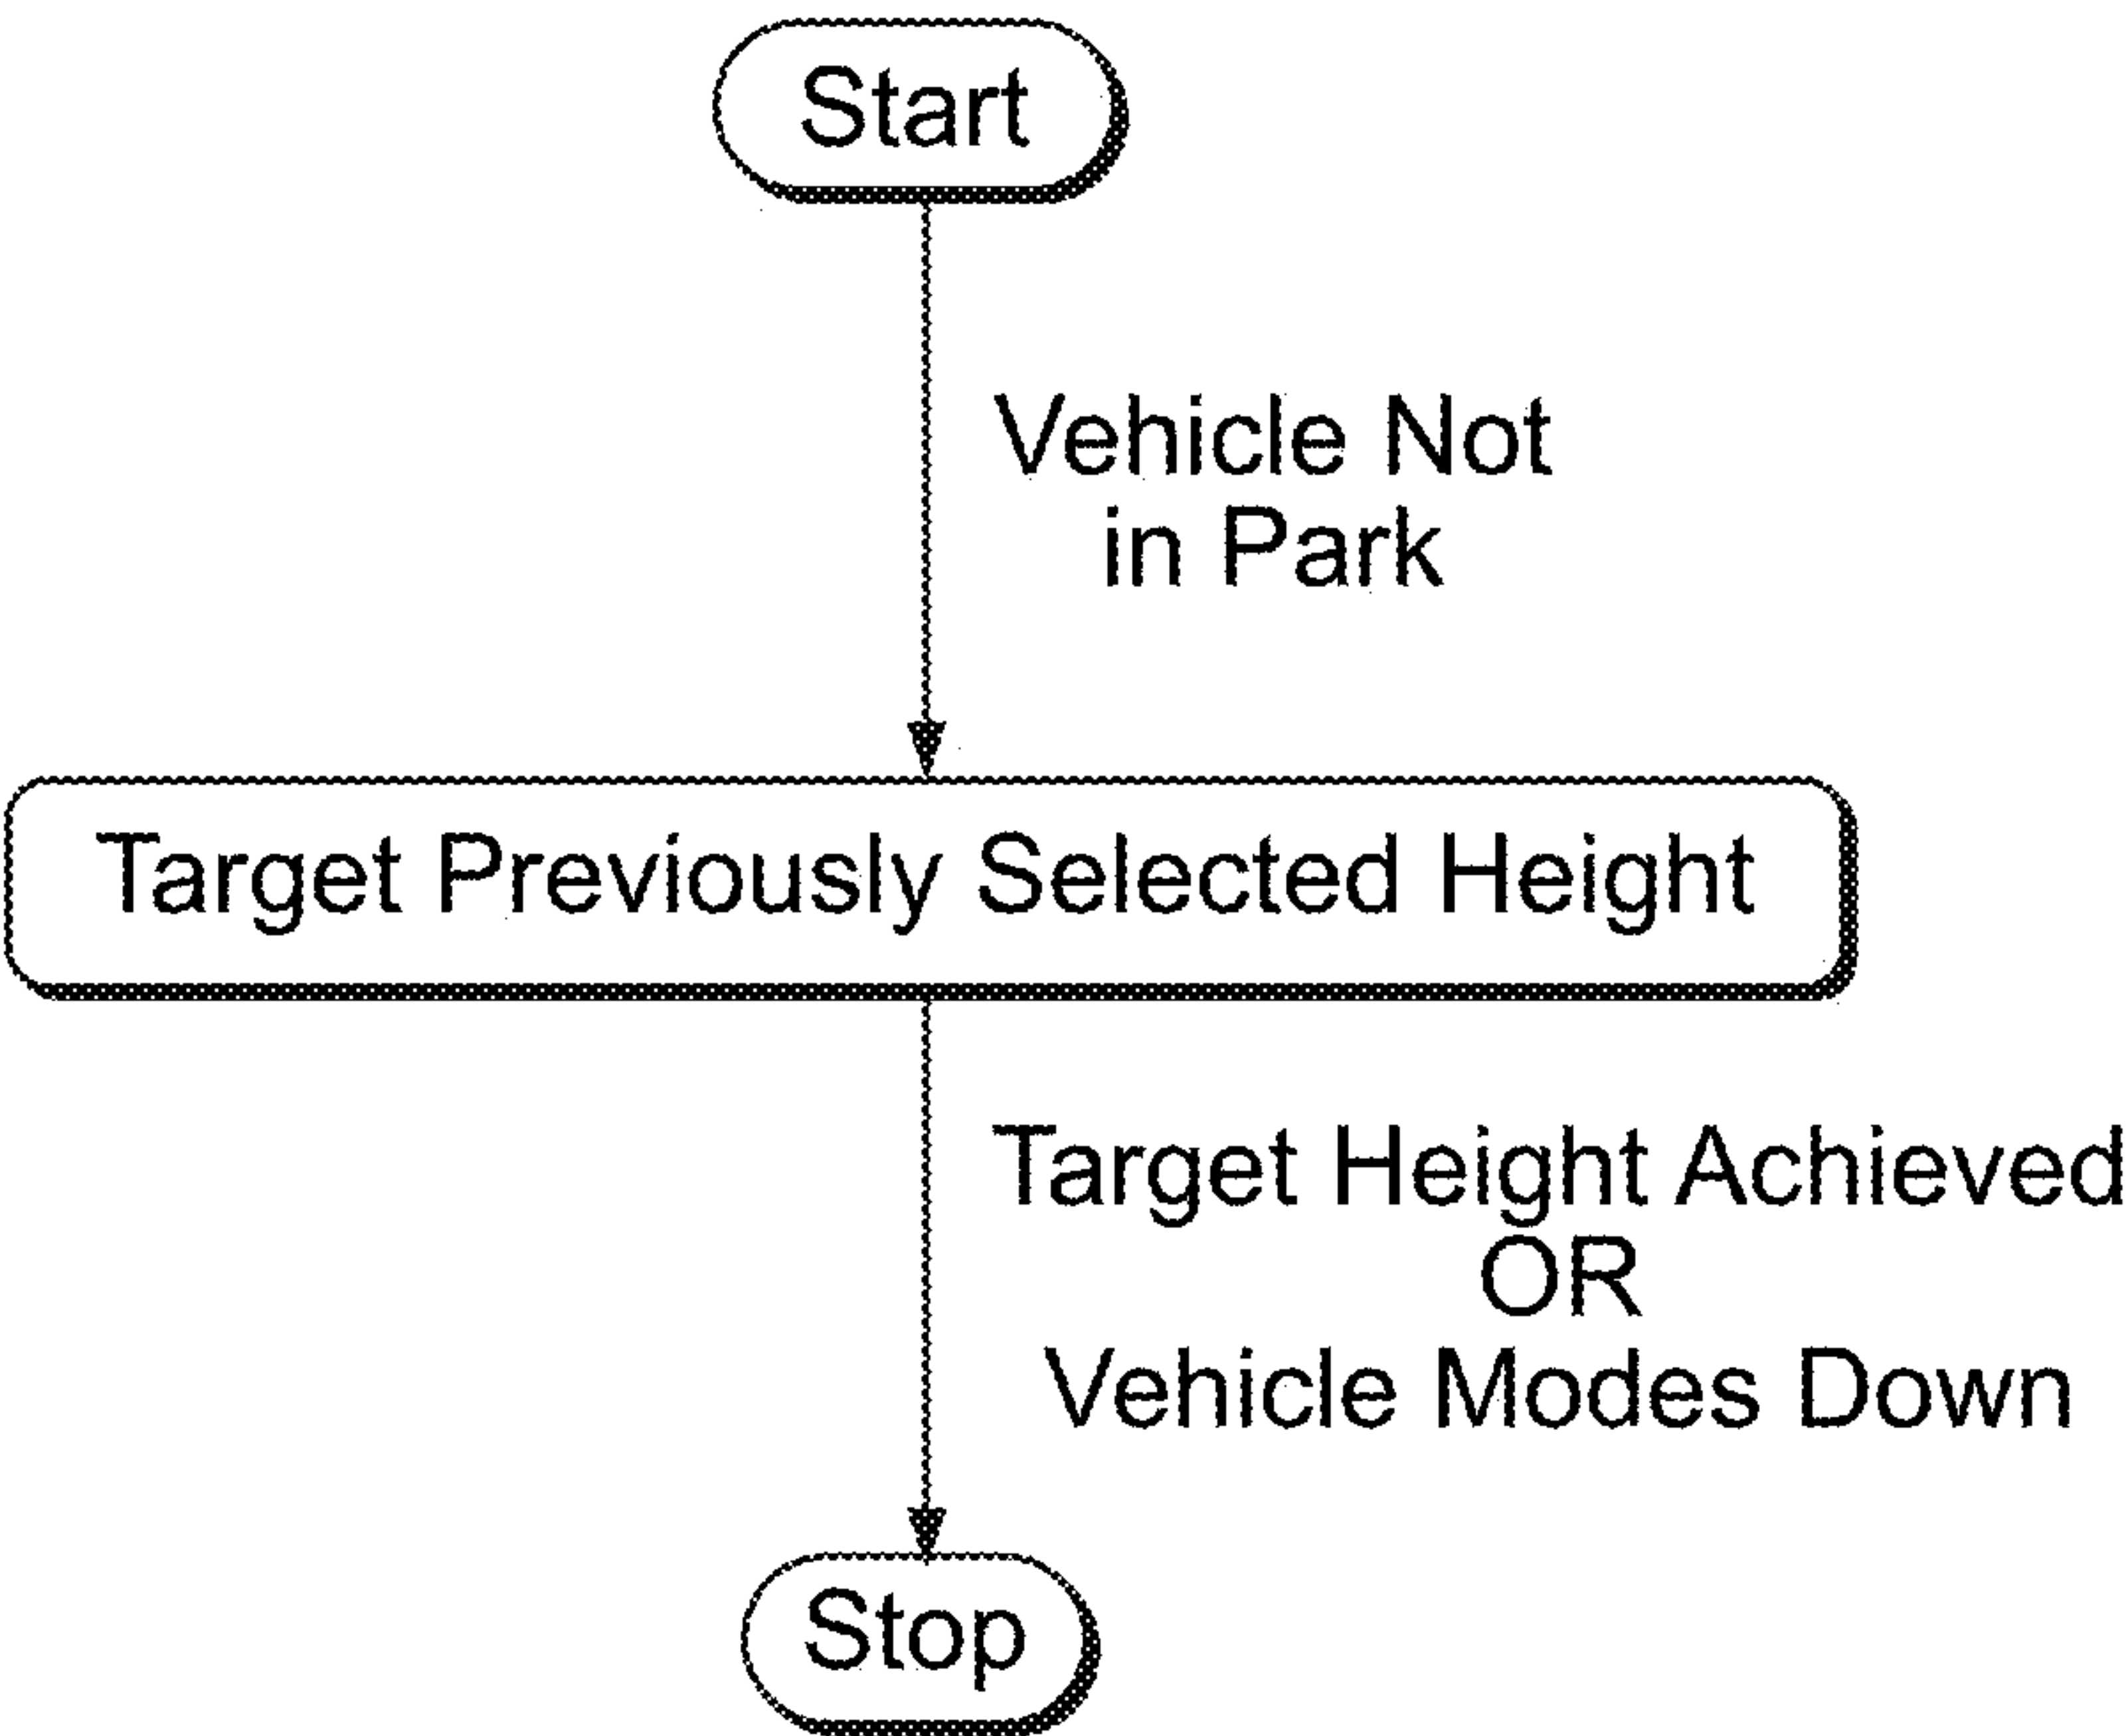 Start
Vehicle Not
in Park
Target Previously Selected Height
Target Height Achieved
OR
Vehicle Modes Down
Stop